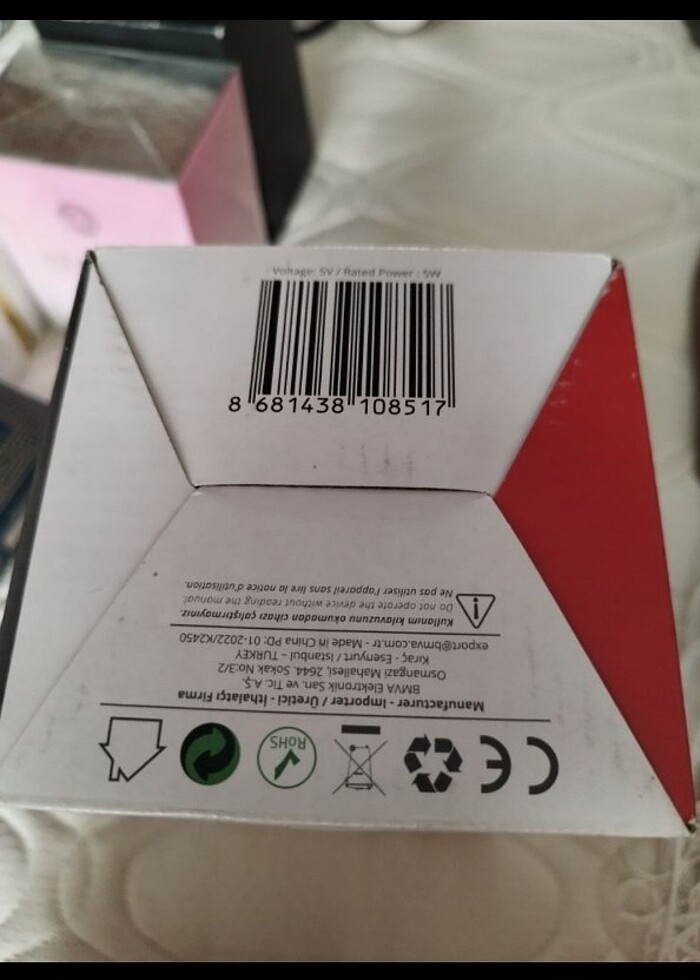 Voltage: 5V / Rated Power : 5W
8 681438 108517
Ne pas utiliser l'appareil sans lire la notice d'utilisation.
Do not operate the device without reading the manual.
Kullanım kılavuzunu okumadan cihazı çalıştırmayınız.
export@bmva.com.tr - Made in China PD: 01-2022/K2450
Kıraç - Esenyurt / Istanbul - TURKEY
Osmangazi Mahallesi, 2644. Sokak No:3/2
BMVA Elektronik San. ve Tic. A.Ş.
Manufacturer - Importer / Üretici - İthalatçı Firma
RoHS
CE